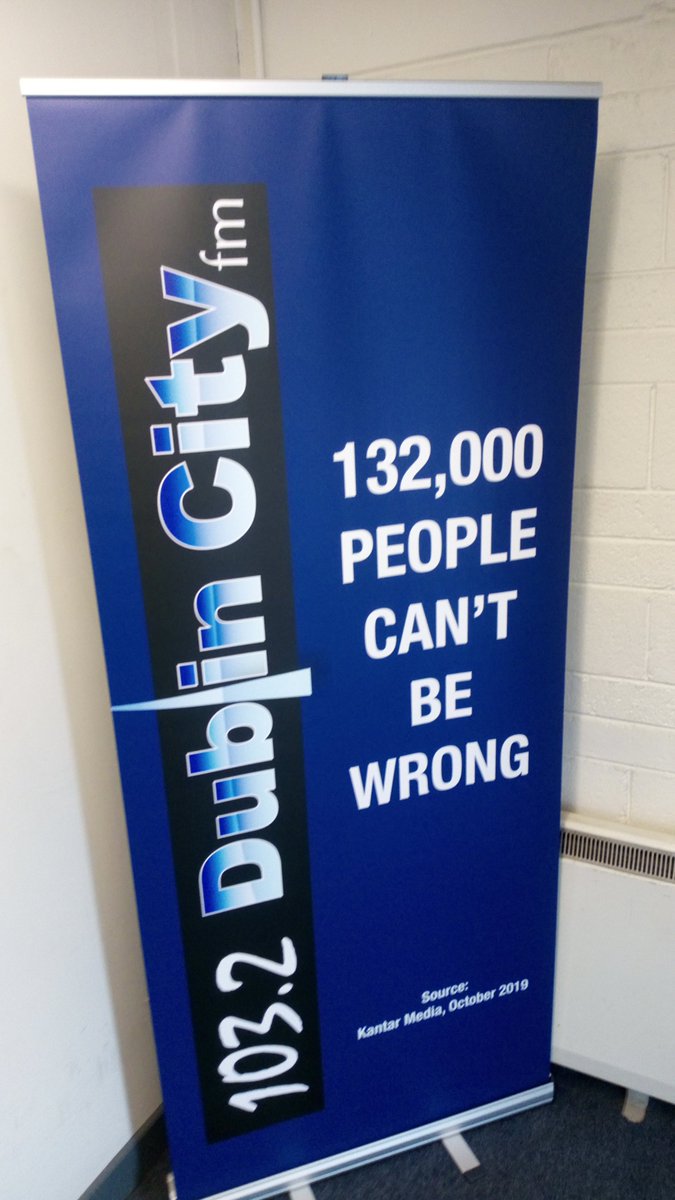 103.2 Dublin City fm
132,000
PEOPLE
CAN'T
BE
WRONG
Source:
Kantar Media, October 2019